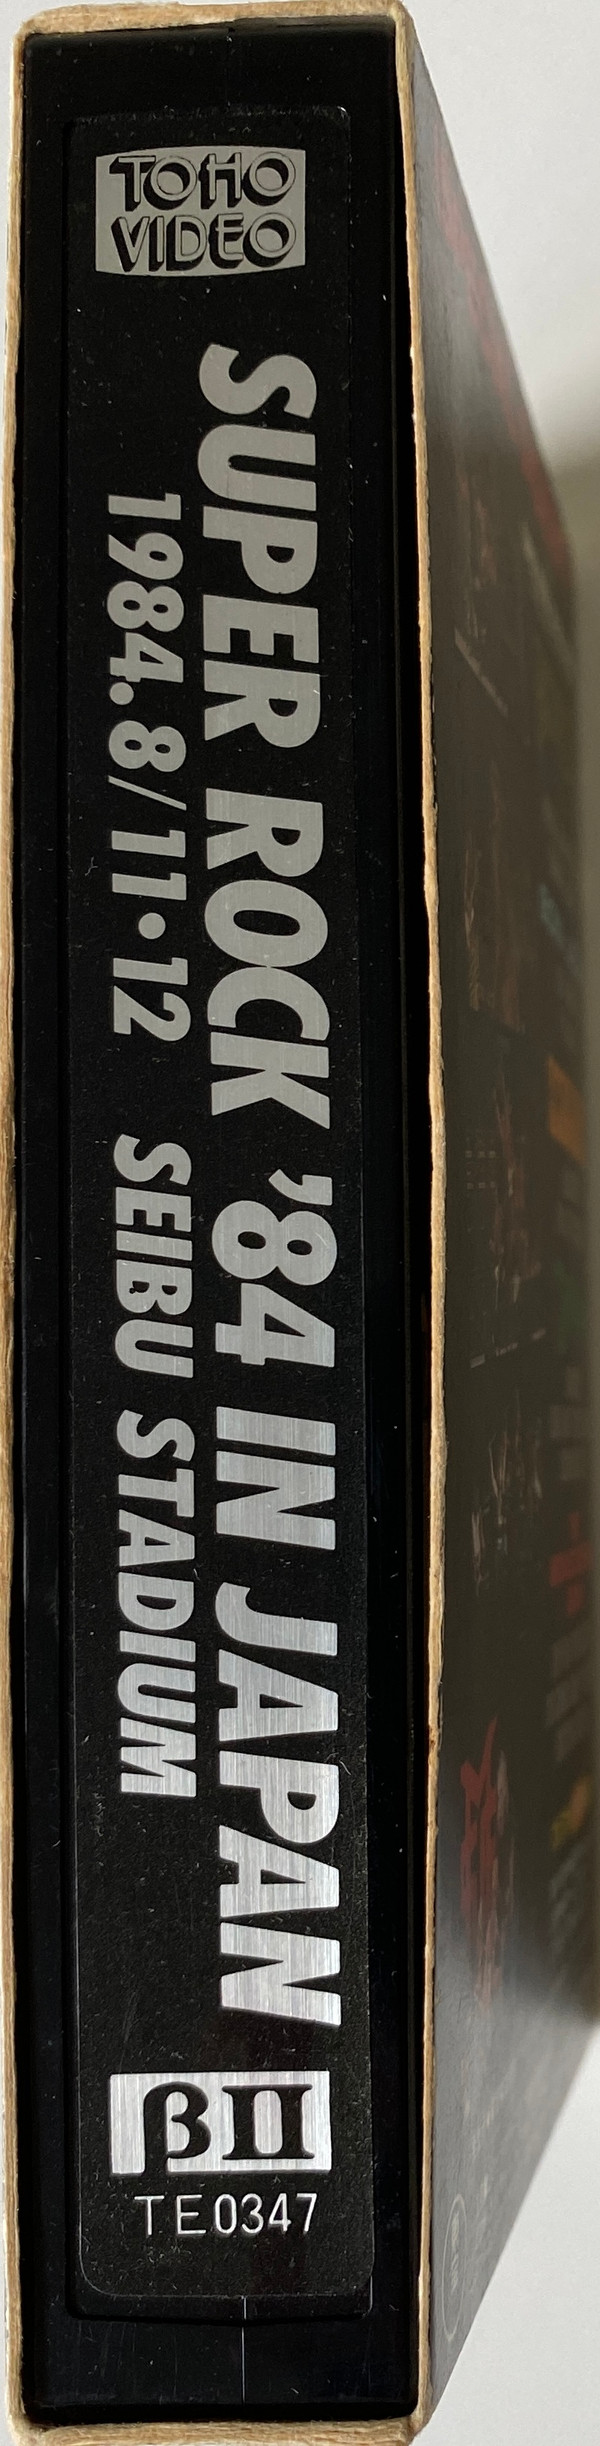 TOHO
VIDEO
SUPER ROCK '84 IN JAPAN
1984.8/11•12 SEIBU STADIUM
βII
TE0347